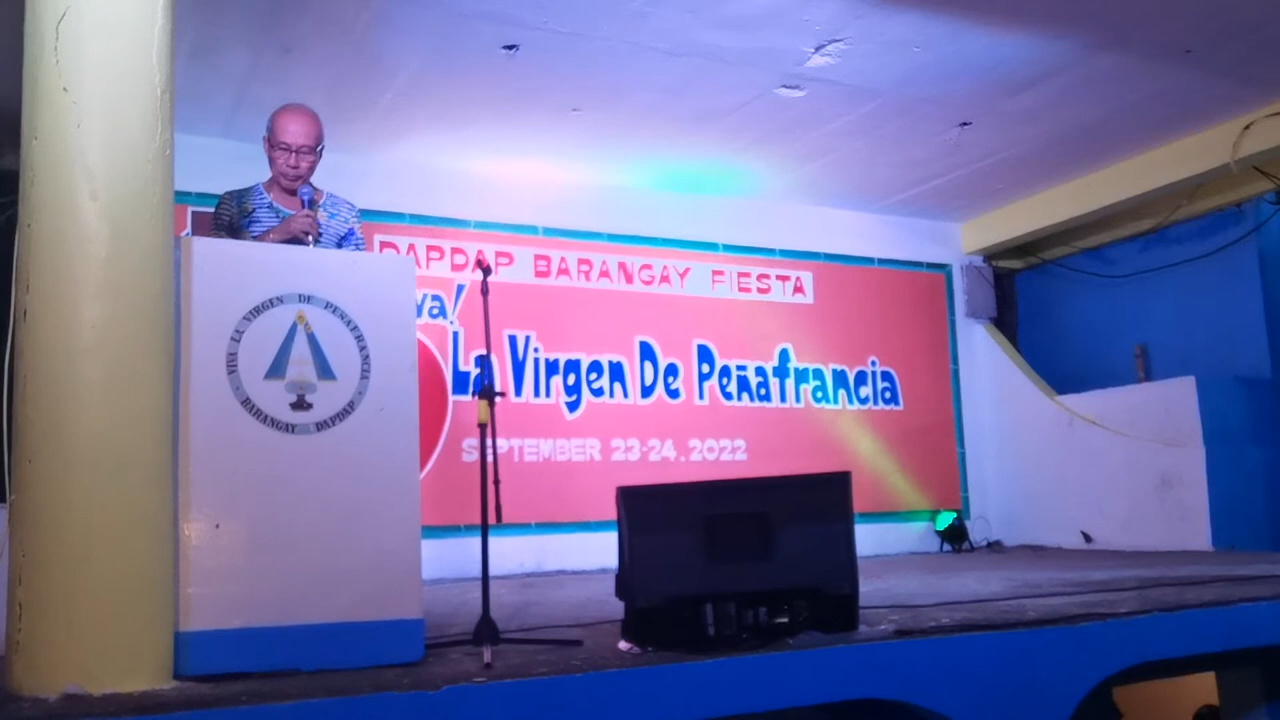 DAPDAP BARANGAY FIESTA
va!
La Virgen De Peñafrancia
SEPTEMBER 23-24, 2022
VIVA LA VIRGEN DE PEÑAFRANCIA
BARANGAY DAPDAP